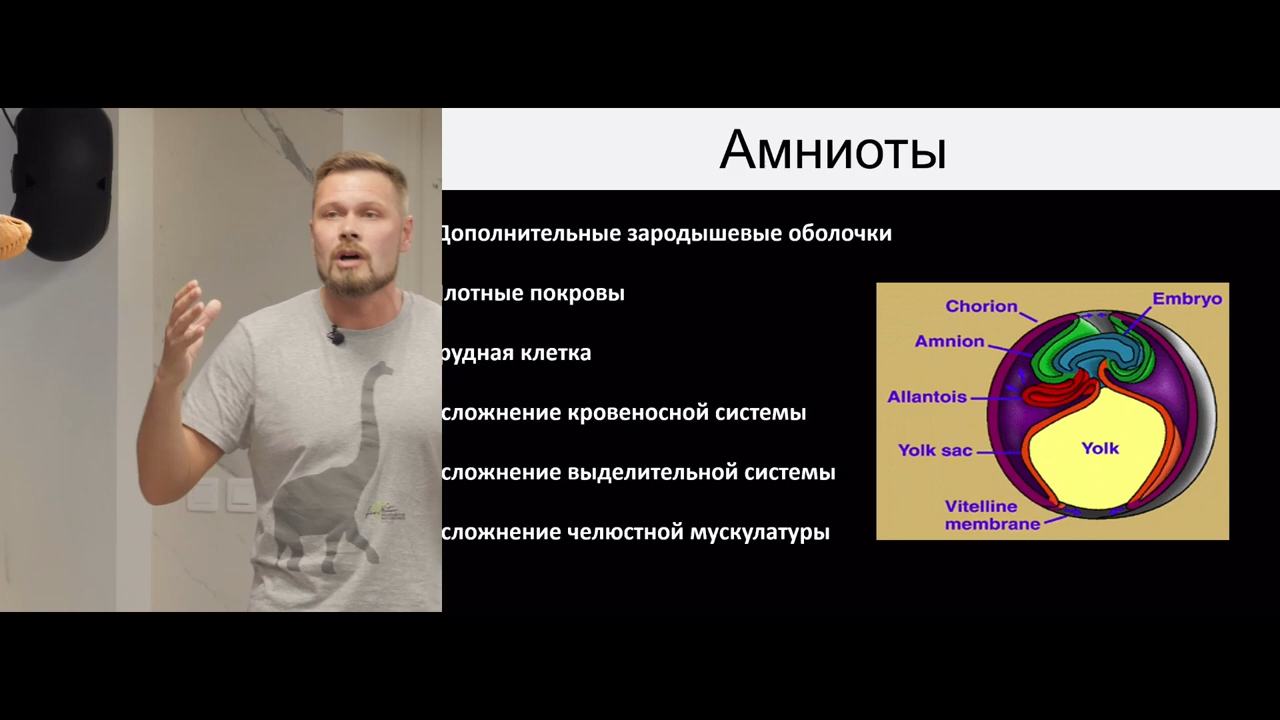 Амниоты
Дополнительные зародышевые оболочки
лотные покровы
рудная клетка
сложнение кровеносной системы
сложнение выделительной системы
сложнение челюстной мускулатуры
Chorion
Embryo
Amnion
Allantois
Yolk sac
Yolk
Vitelline
membrane